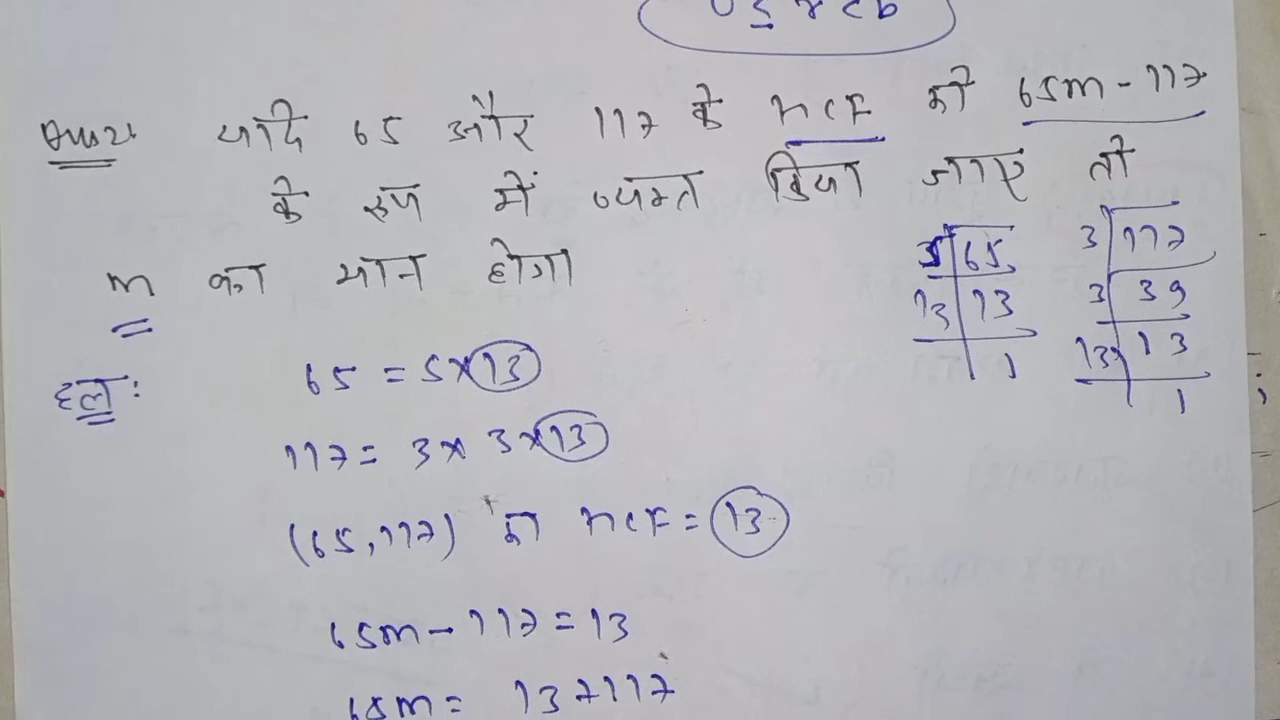 यदि 65 और 117 के HCF को 65m - 117
के रूप में व्यक्त किया जाए तो
m का मान होगा
5 | 65
13 | 13
1
3 | 117
3 | 39
13 | 13
1
हल :
65 = 5 × 13
117 = 3 × 3 × 13
(65, 117) का HCF = 13
65m - 117 = 13
65m = 13 + 117